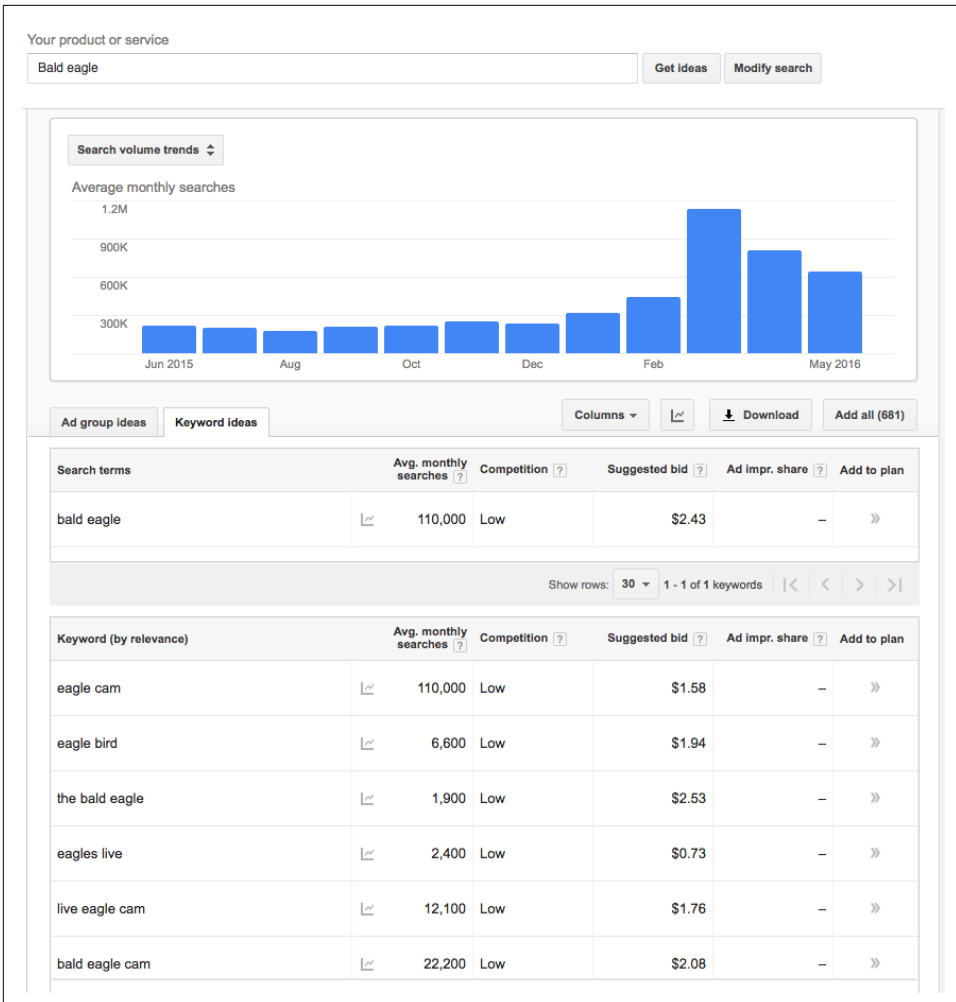 Your product or service
Bald eagle Get ideas Modify search
Search volume trends
Average monthly searches
1.2M
900K
600K
300K
Jun 2015 Aug Oct Dec Feb May 2016
Ad group ideas Keyword ideas Columns Download Add all (681)
Search terms Avg. monthly searches ? Competition ? Suggested bid ? Ad impr. share ? Add to plan
bald eagle 110,000 Low $2.43 – »
Show rows: 30 1 - 1 of 1 keywords
Keyword (by relevance) Avg. monthly searches ? Competition ? Suggested bid ? Ad impr. share ? Add to plan
eagle cam 110,000 Low $1.58 – »
eagle bird 6,600 Low $1.94 – »
the bald eagle 1,900 Low $2.53 – »
eagles live 2,400 Low $0.73 – »
live eagle cam 12,100 Low $1.76 – »
bald eagle cam 22,200 Low $2.08 – »